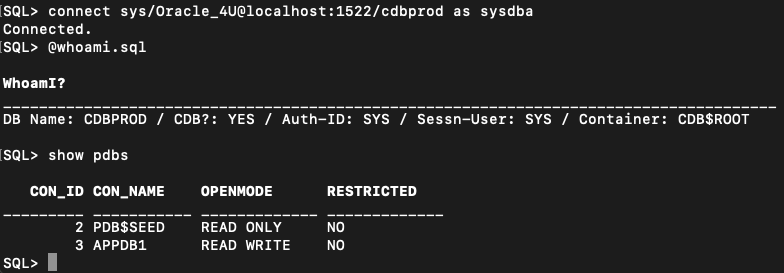 SQL> connect sys/Oracle_4U@localhost:1522/cdbprod as sysdba
Connected.
SQL> @whoami.sql
WhoamI?
DB Name: CDBPROD / CDB?: YES / Auth-ID: SYS / Sessn-User: SYS / Container: CDB$ROOT
SQL> show pdbs
CON_ID CON_NAME OPENMODE RESTRICTED
2 PDB$SEED READ ONLY NO
3 APPDB1 READ WRITE NO
SQL>